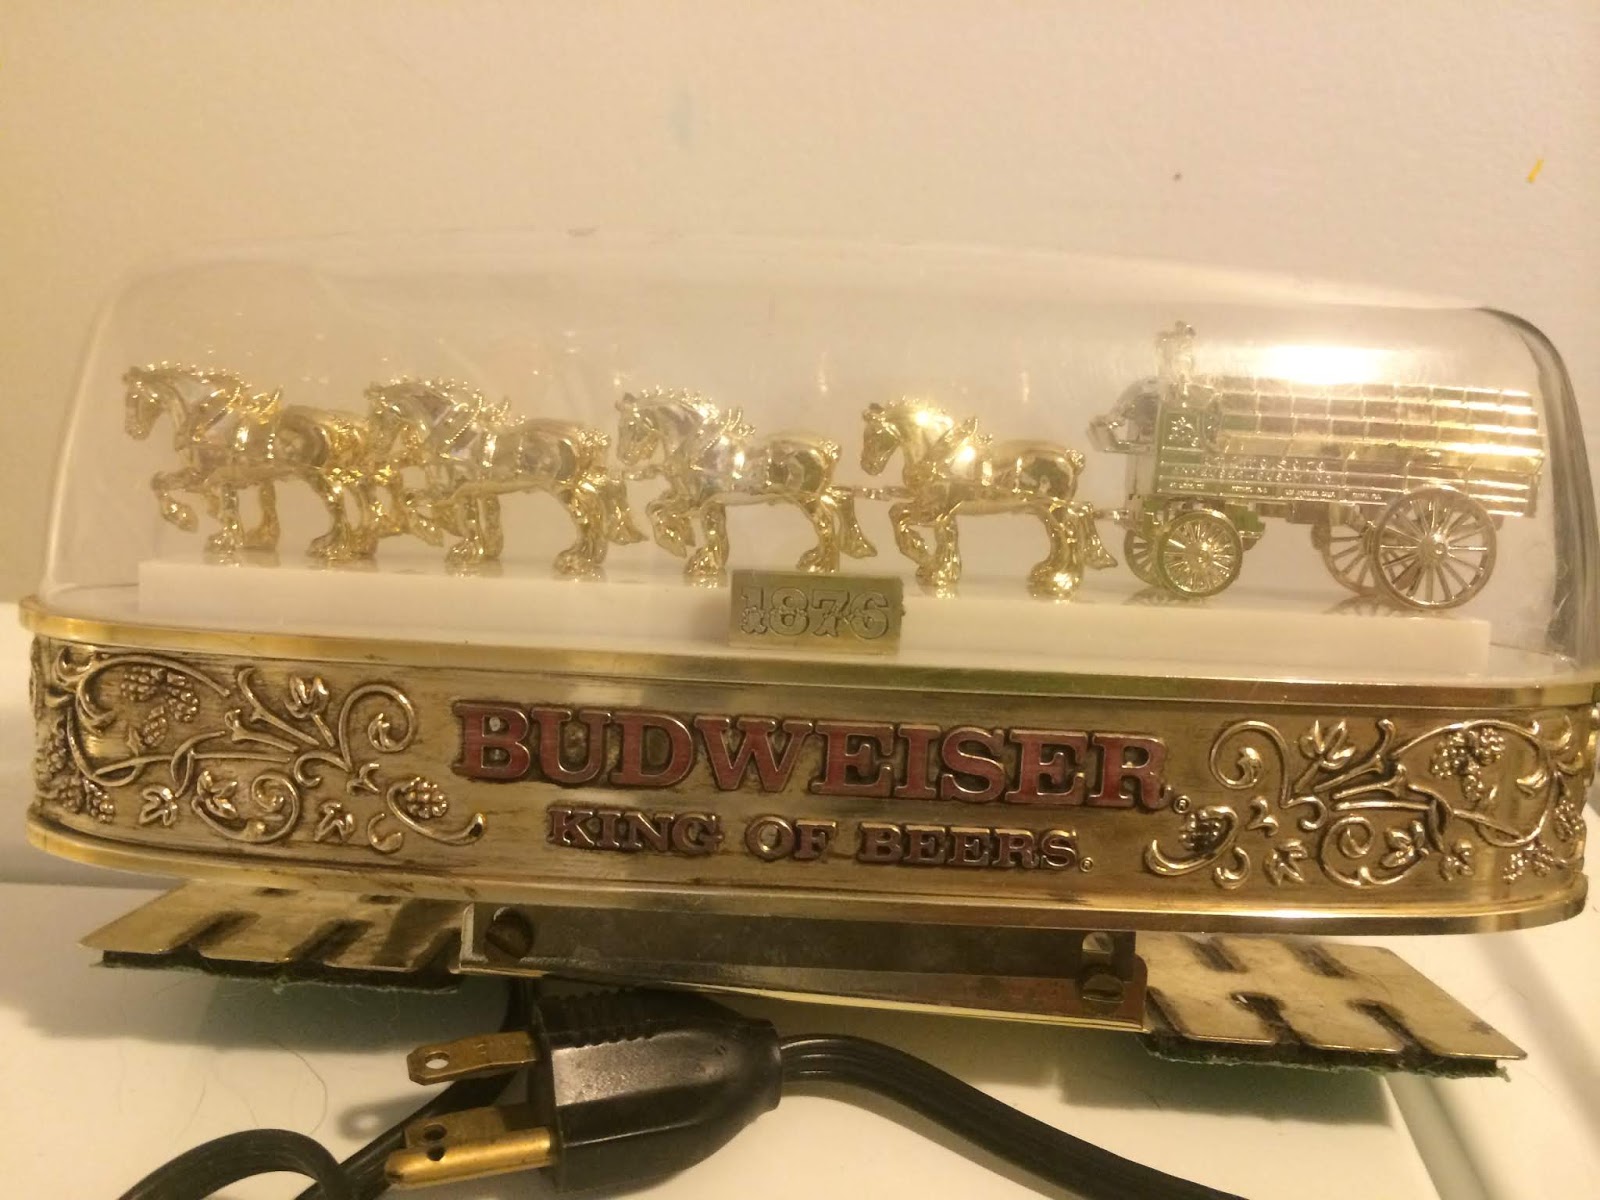 1876
BUDWEISER®
KING OF BEERS®